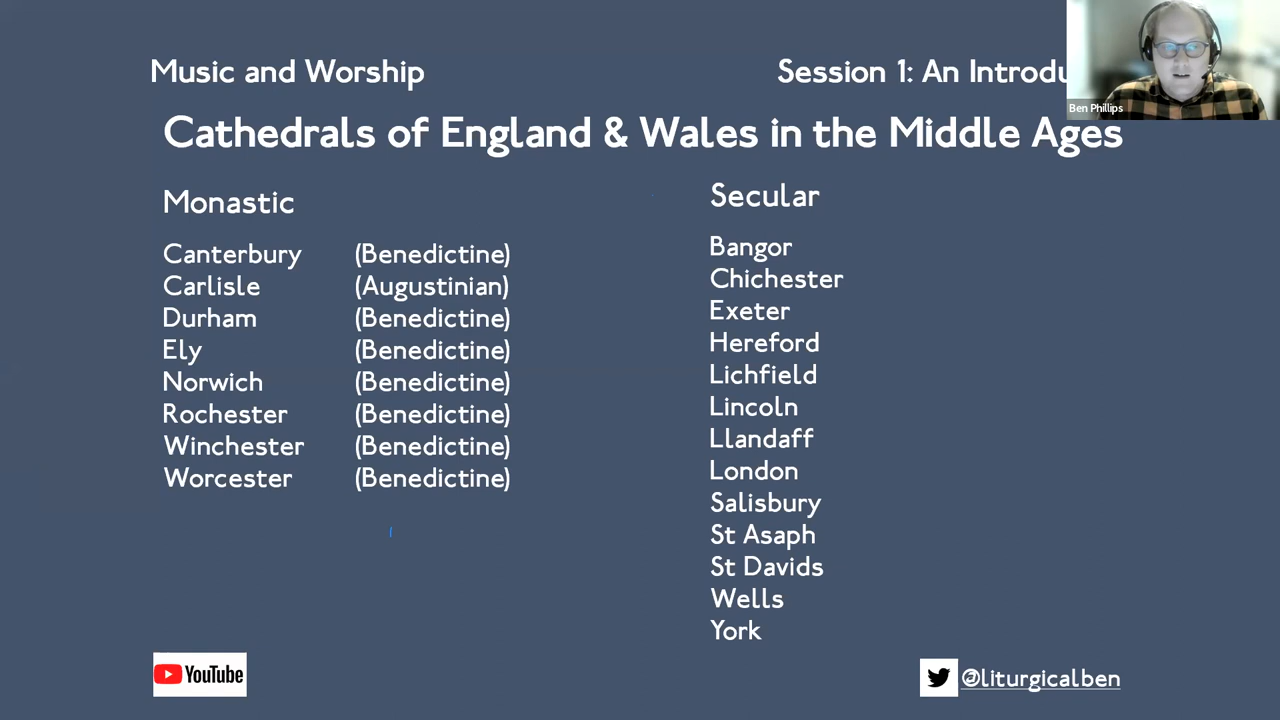 Music and Worship
Session 1: An Introdu
Ben Phillips
Cathedrals of England & Wales in the Middle Ages
Monastic
Canterbury (Benedictine)
Carlisle (Augustinian)
Durham (Benedictine)
Ely (Benedictine)
Norwich (Benedictine)
Rochester (Benedictine)
Winchester (Benedictine)
Worcester (Benedictine)
Secular
Bangor
Chichester
Exeter
Hereford
Lichfield
Lincoln
Llandaff
London
Salisbury
St Asaph
St Davids
Wells
York
YouTube
@liturgicalben